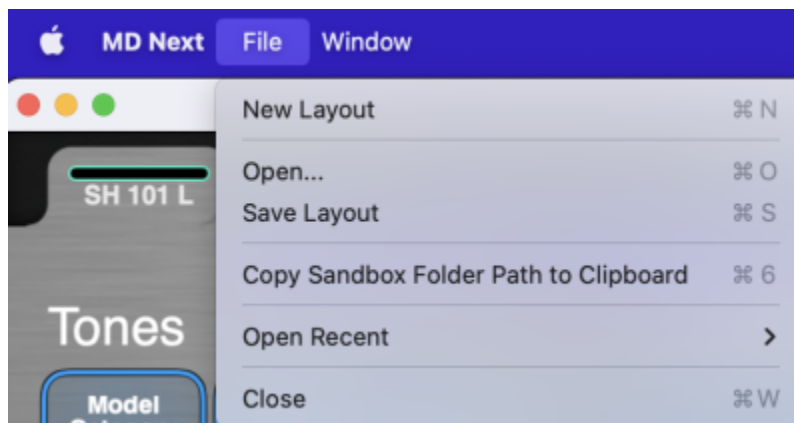 MD Next File Window
New Layout ⌘ N
Open... ⌘ O
Save Layout ⌘ S
Copy Sandbox Folder Path to Clipboard ⌘ 6
Open Recent
Close ⌘ W
SH 101 L
Tones
Model